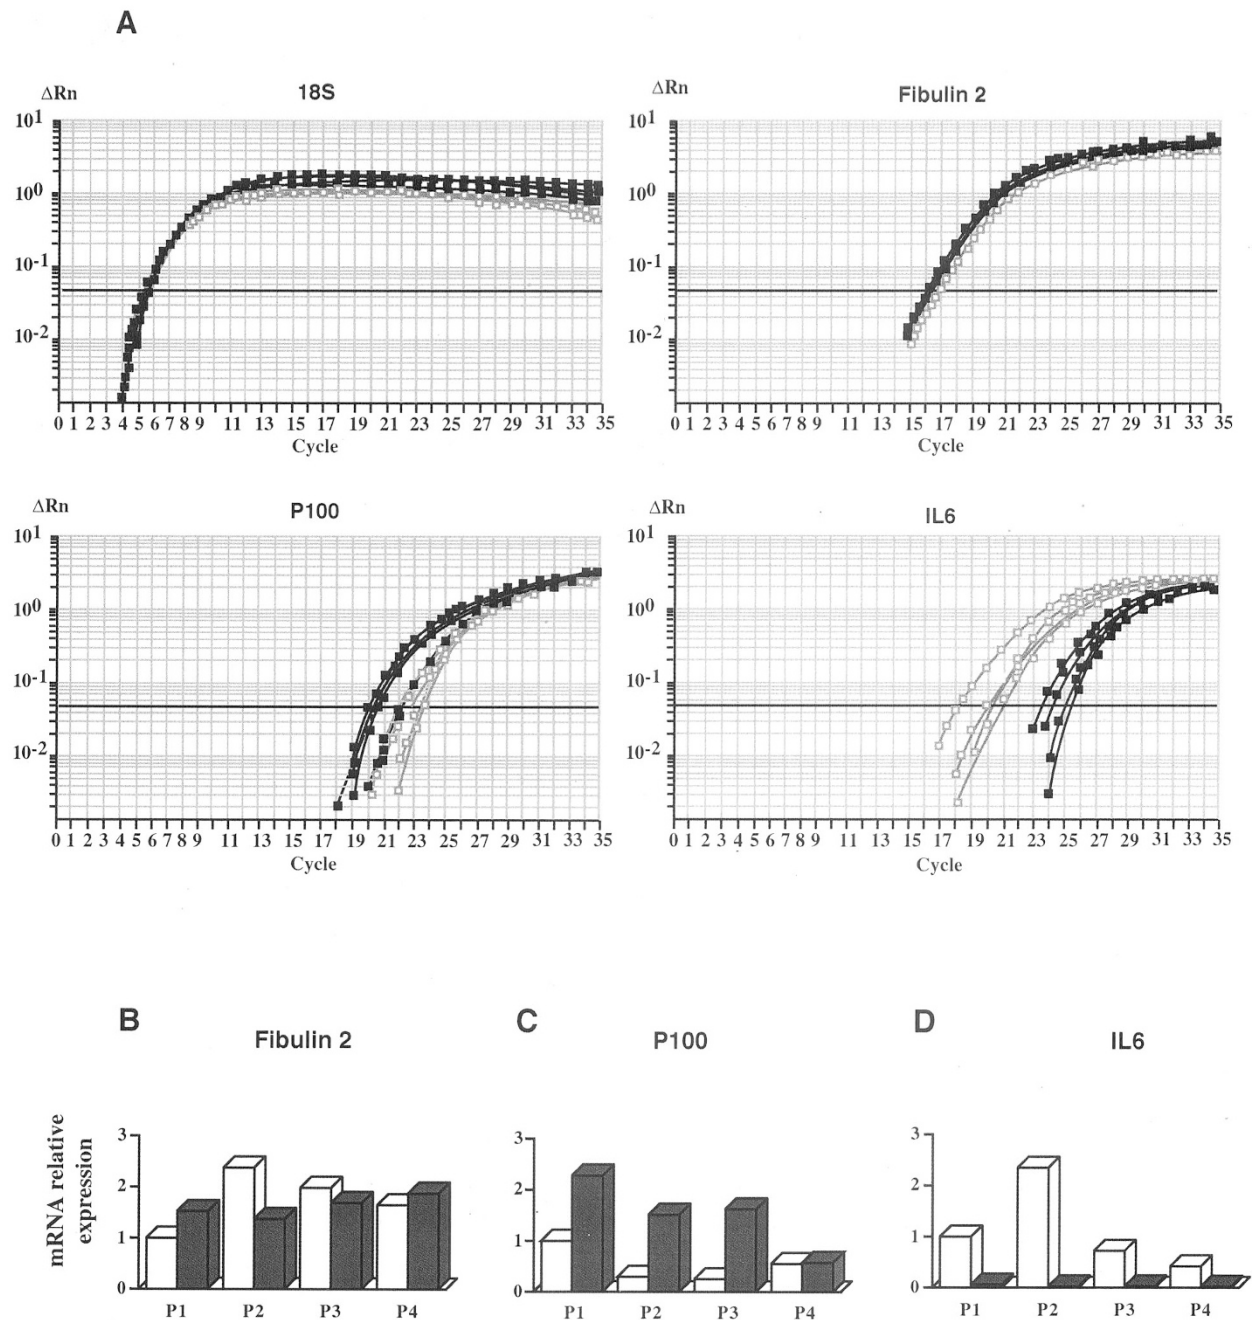 A
ΔRn
18S
10¹
10⁰
10⁻¹
10⁻²
0 1 2 3 4 5 6 7 8 9 11 13 15 17 19 21 23 25 27 29 31 33 35
Cycle
ΔRn
Fibulin 2
10¹
10⁰
10⁻¹
10⁻²
0 1 2 3 4 5 6 7 8 9 11 13 15 17 19 21 23 25 27 29 31 33 35
Cycle
ΔRn
P100
10¹
10⁰
10⁻¹
10⁻²
0 1 2 3 4 5 6 7 8 9 11 13 15 17 19 21 23 25 27 29 31 33 35
Cycle
ΔRn
IL6
10¹
10⁰
10⁻¹
10⁻²
0 1 2 3 4 5 6 7 8 9 11 13 15 17 19 21 23 25 27 29 31 33 35
Cycle
B
Fibulin 2
mRNA relative
expression
3
2
1
0
P1 P2 P3 P4
C
P100
3
2
1
0
P1 P2 P3 P4
D
IL6
3
2
1
0
P1 P2 P3 P4